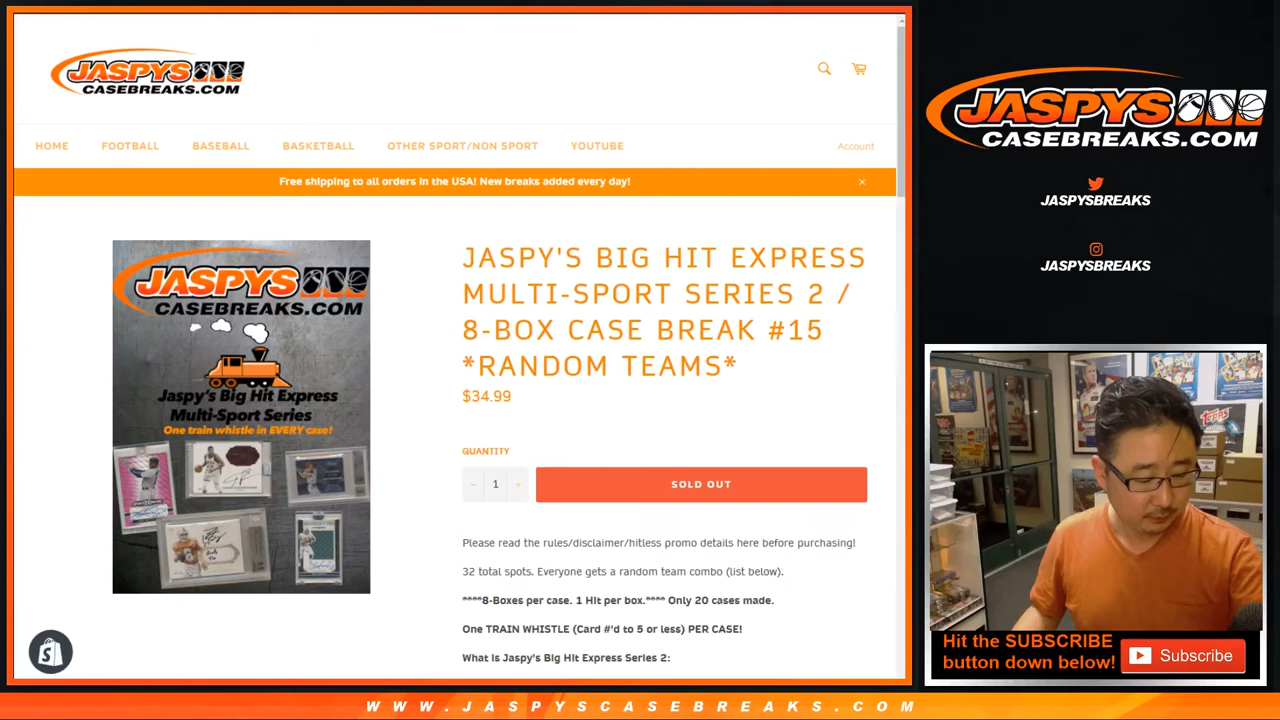 JASPYS
CASEBREAKS.COM
HOME
FOOTBALL
BASEBALL
BASKETBALL
OTHER SPORT/NON SPORT
YOUTUBE
Account
Free shipping to all orders in the USA! New breaks added every day!
×
JASPYS
CASEBREAKS.COM
Jaspy's Big Hit Express
Multi-Sport Series
One train whistle in EVERY case!
JASPY'S BIG HIT EXPRESS
MULTI-SPORT SERIES 2 /
8-BOX CASE BREAK #15
*RANDOM TEAMS*
$34.99
QUANTITY
− 1 +
SOLD OUT
Please read the rules/disclaimer/hitless promo details here before purchasing!
32 total spots. Everyone gets a random team combo (list below).
****8-Boxes per case. 1 Hit per box.**** Only 20 cases made.
One TRAIN WHISTLE (Card #'d to 5 or less) PER CASE!
What is Jaspy's Big Hit Express Series 2:
JASPYS
CASEBREAKS.COM
JASPYSBREAKS
JASPYSBREAKS
TOPPS
Hit the SUBSCRIBE
button down below!
Subscribe
WWW.JASPYSCASEBREAKS.COM